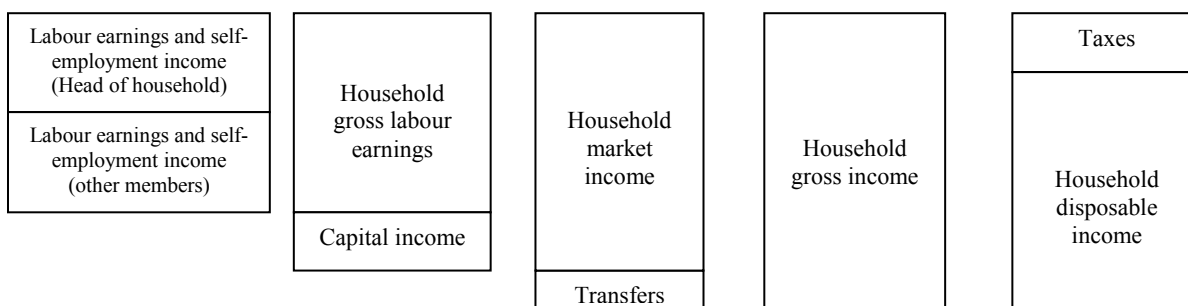 Labour earnings and self-
employment income
(Head of household)
Labour earnings and self-
employment income
(other members)
Household
gross labour
earnings
Capital income
Household
market
income
Transfers
Household
gross income
Taxes
Household
disposable
income